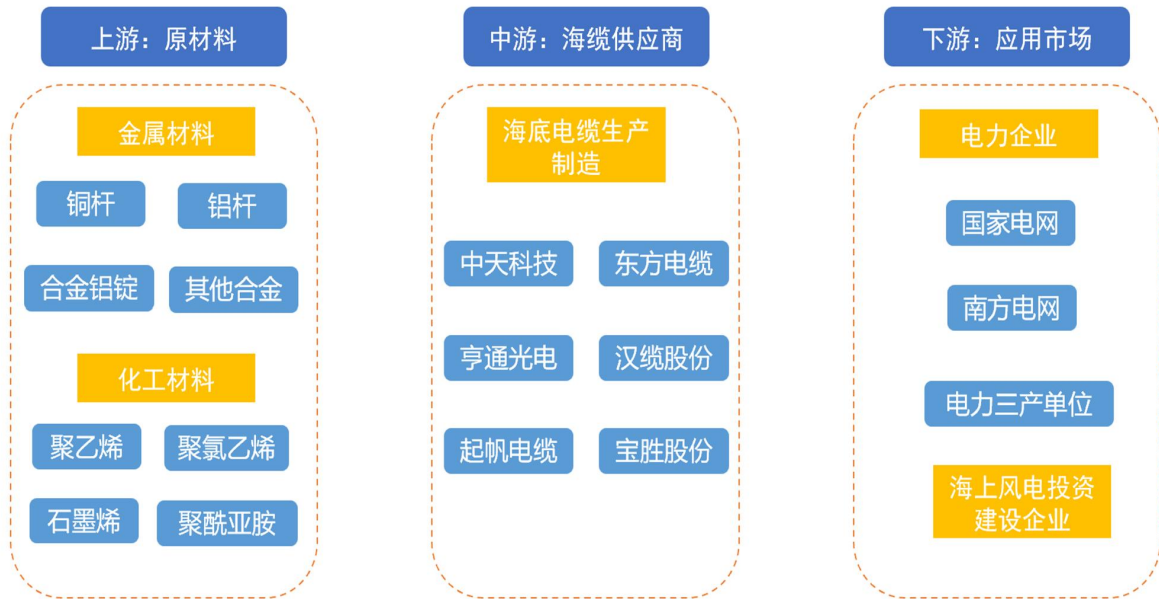 上游：原材料
金属材料
铜杆
铝杆
合金铝锭
其他合金
化工材料
聚乙烯
聚氯乙烯
石墨烯
聚酰亚胺
中游：海缆供应商
海底电缆生产
制造
中天科技
东方电缆
亨通光电
汉缆股份
起帆电缆
宝胜股份
下游：应用市场
电力企业
国家电网
南方电网
电力三产单位
海上风电投资
建设企业